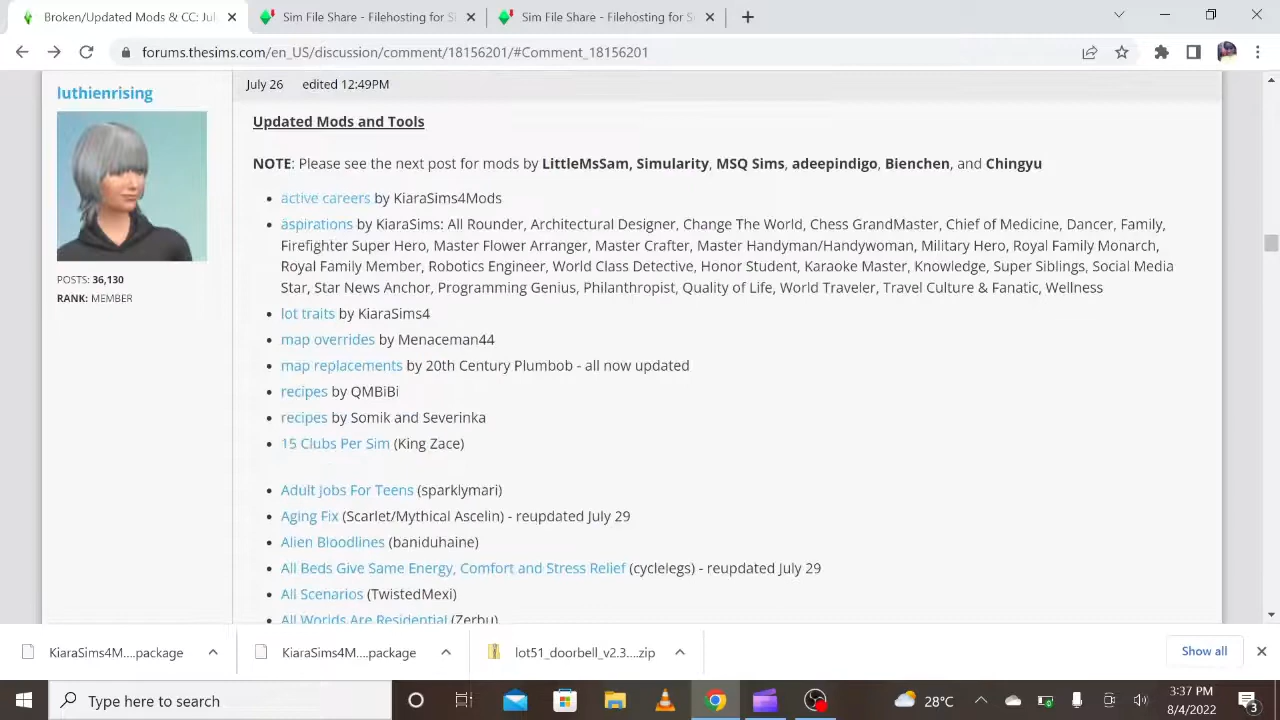 Broken/Updated Mods & CC: Jul
Sim File Share - Filehosting for S
Sim File Share - Filehosting for S
forums.thesims.com/en_US/discussion/comment/18156201/#Comment_18156201
luthienrising
POSTS: 36,130
RANK: MEMBER
July 26 edited 12:49PM
Updated Mods and Tools
NOTE: Please see the next post for mods by LittleMsSam, Simularity, MSQ Sims, adeepindigo, Bienchen, and Chingyu
active careers by KiaraSims4Mods
aspirations by KiaraSims: All Rounder, Architectural Designer, Change The World, Chess GrandMaster, Chief of Medicine, Dancer, Family,
Firefighter Super Hero, Master Flower Arranger, Master Crafter, Master Handyman/Handywoman, Military Hero, Royal Family Monarch,
Royal Family Member, Robotics Engineer, World Class Detective, Honor Student, Karaoke Master, Knowledge, Super Siblings, Social Media
Star, Star News Anchor, Programming Genius, Philanthropist, Quality of Life, World Traveler, Travel Culture & Fanatic, Wellness
lot traits by KiaraSims4
map overrides by Menaceman44
map replacements by 20th Century Plumbob - all now updated
recipes by QMBiBi
recipes by Somik and Severinka
15 Clubs Per Sim (King Zace)
Adult Jobs For Teens (sparklymari)
Aging Fix (Scarlet/Mythical Ascelin) - reupdated July 29
Alien Bloodlines (baniduhaine)
All Beds Give Same Energy, Comfort and Stress Relief (cyclelegs) - reupdated July 29
All Scenarios (TwistedMexi)
All Worlds Are Residential (Zerbu)
KiaraSims4M....package
KiaraSims4M....package
lot51_doorbell_v2.3....zip
Show all
Type here to search
28°C
3:37 PM
8/4/2022
3